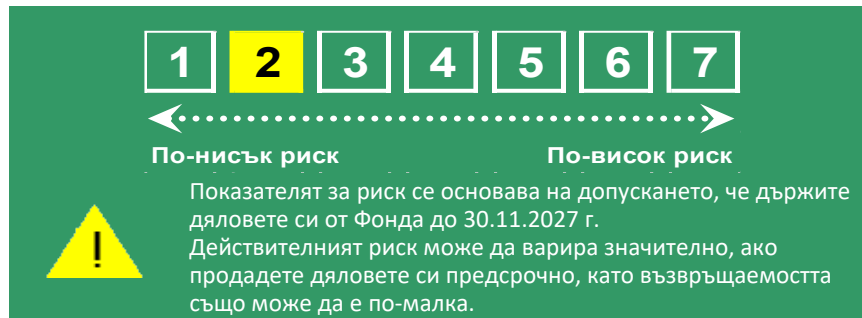 1 2 3 4 5 6 7
По-нисък риск По-висок риск
Показателят за риск се основава на допускането, че държите
дяловете си от Фонда до 30.11.2027 г.
!
Действителният риск може да варира значително, ако
продадете дяловете си предсрочно, като възвръщаемостта
също може да е по-малка.